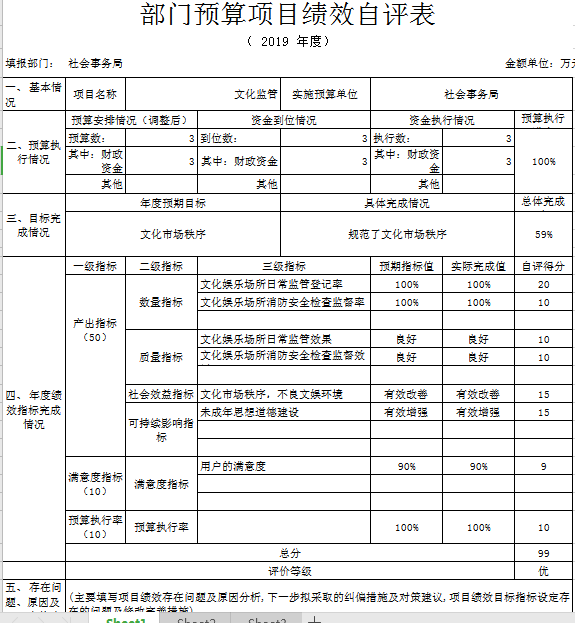 部门预算项目绩效自评表
( 2019 年度)
填报部门: 社会事务局 金额单位: 万元
一、 基本情况 项目名称 文化监管 实施预算单位 社会事务局
二、预算执行情况 预算安排情况(调整后) 资金到位情况 资金执行情况 预算执行
预算数: 3 到位数: 3 执行数: 3 100%
其中: 财政资金 3 其中: 财政资金 3 其中: 财政资金 3
其他 其他 其他
三、目标完成情况 年度预期目标 具体完成情况 总体完成
文化市场秩序 规范了文化市场秩序 59%
四、 年度绩效指标完成情况 一级指标 二级指标 三级指标 预期指标值 实际完成值 自评得分
产出指标(50) 数量指标 文化娱乐场所日常监管登记率 100% 100% 20
文化娱乐场所消防安全检查监督率 100% 100% 10
质量指标 文化娱乐场所日常监管效果 良好 良好 10
文化娱乐场所消防安全检查监督效 良好 良好 10
社会效益指标 文化市场秩序，不良文娱环境 有效改善 有效改善 15
可持续影响指标 未成年思想道德建设 有效增强 有效增强 15
满意度指标(10) 满意度指标 用户的满意度 90% 90% 9
预算执行率(10) 预算执行率 100% 100% 10
总分 99
评价等级 优
五、 存在问题、原因及 (主要填写项目绩效存在问题及原因分析,下一步拟采取的纠偏措施及对策建议,项目绩效目标指标设定存在的问题及修改完善措施)
Sheet1 Sheet2 Sheet3